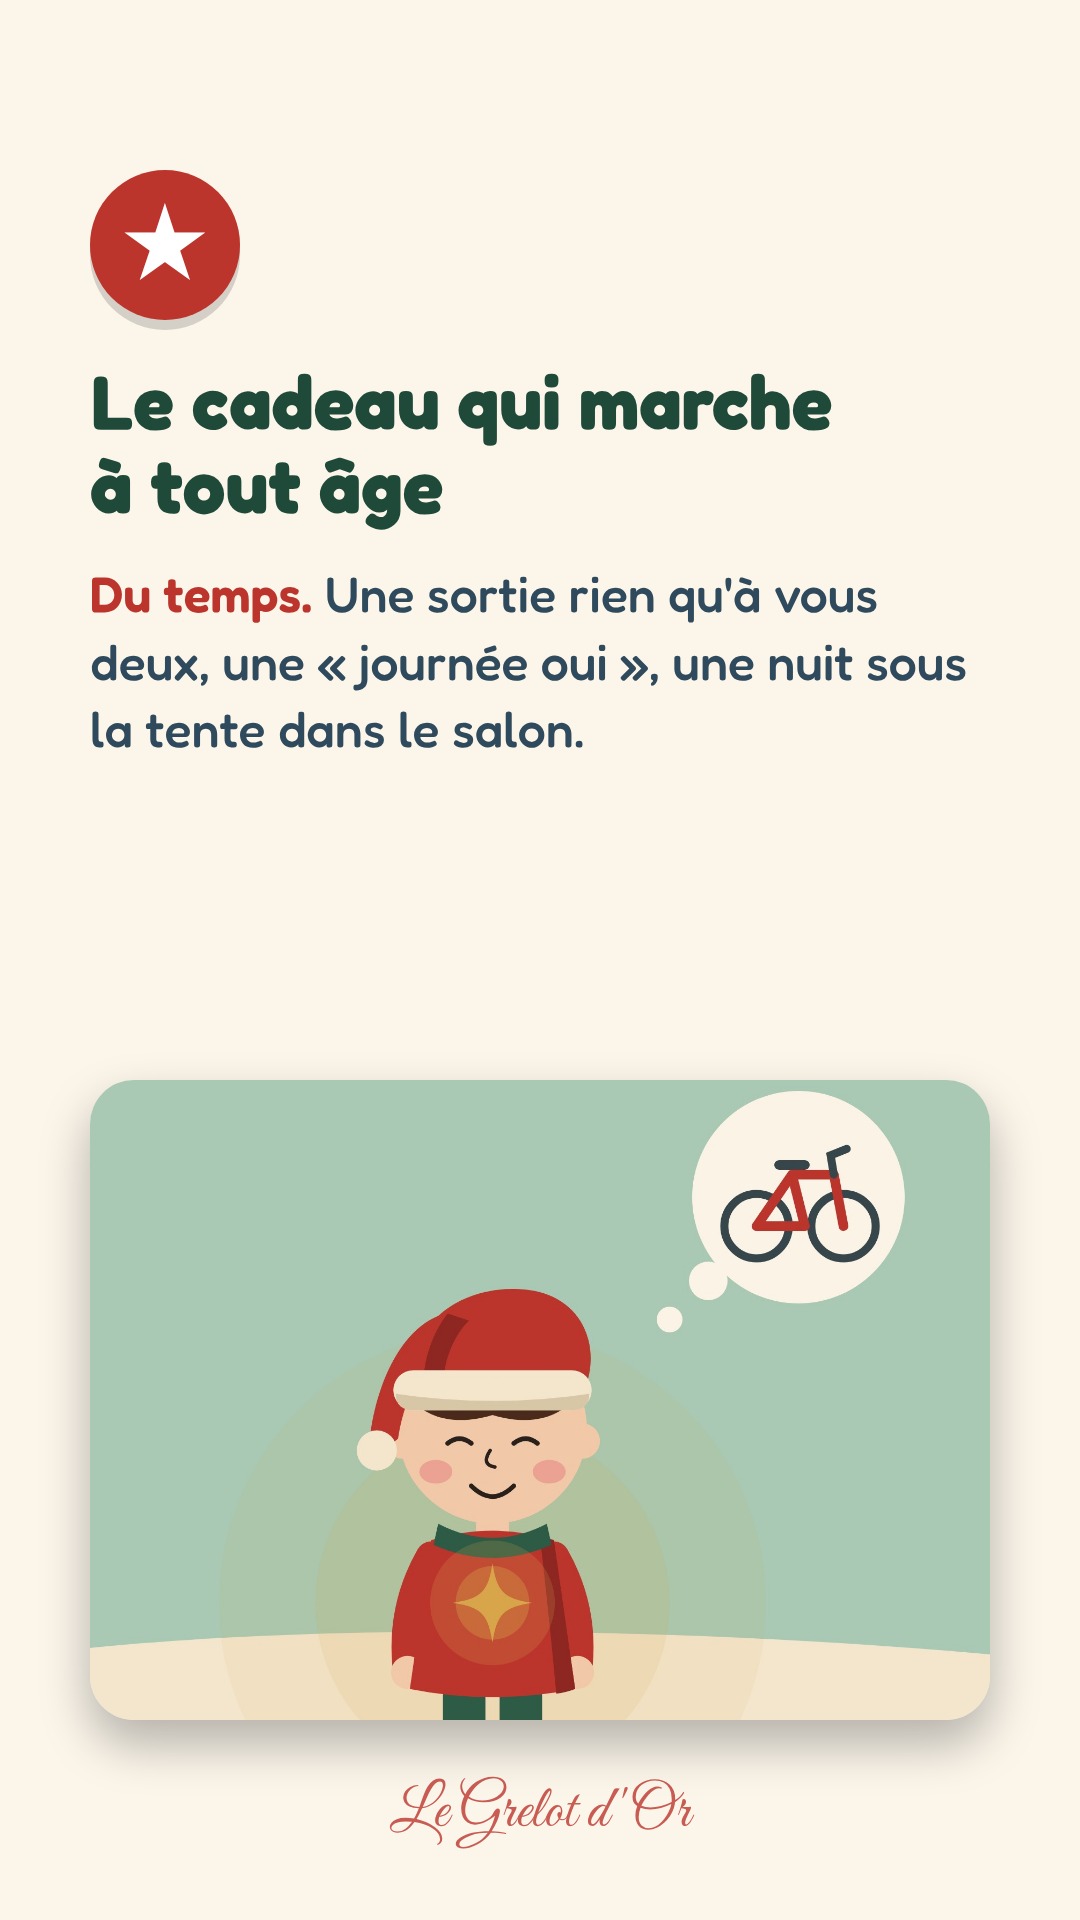 Le cadeau qui marche
à tout âge
Du temps. Une sortie rien qu'à vous
deux, une « journée oui », une nuit sous
la tente dans le salon.
Le Grelot d'Or